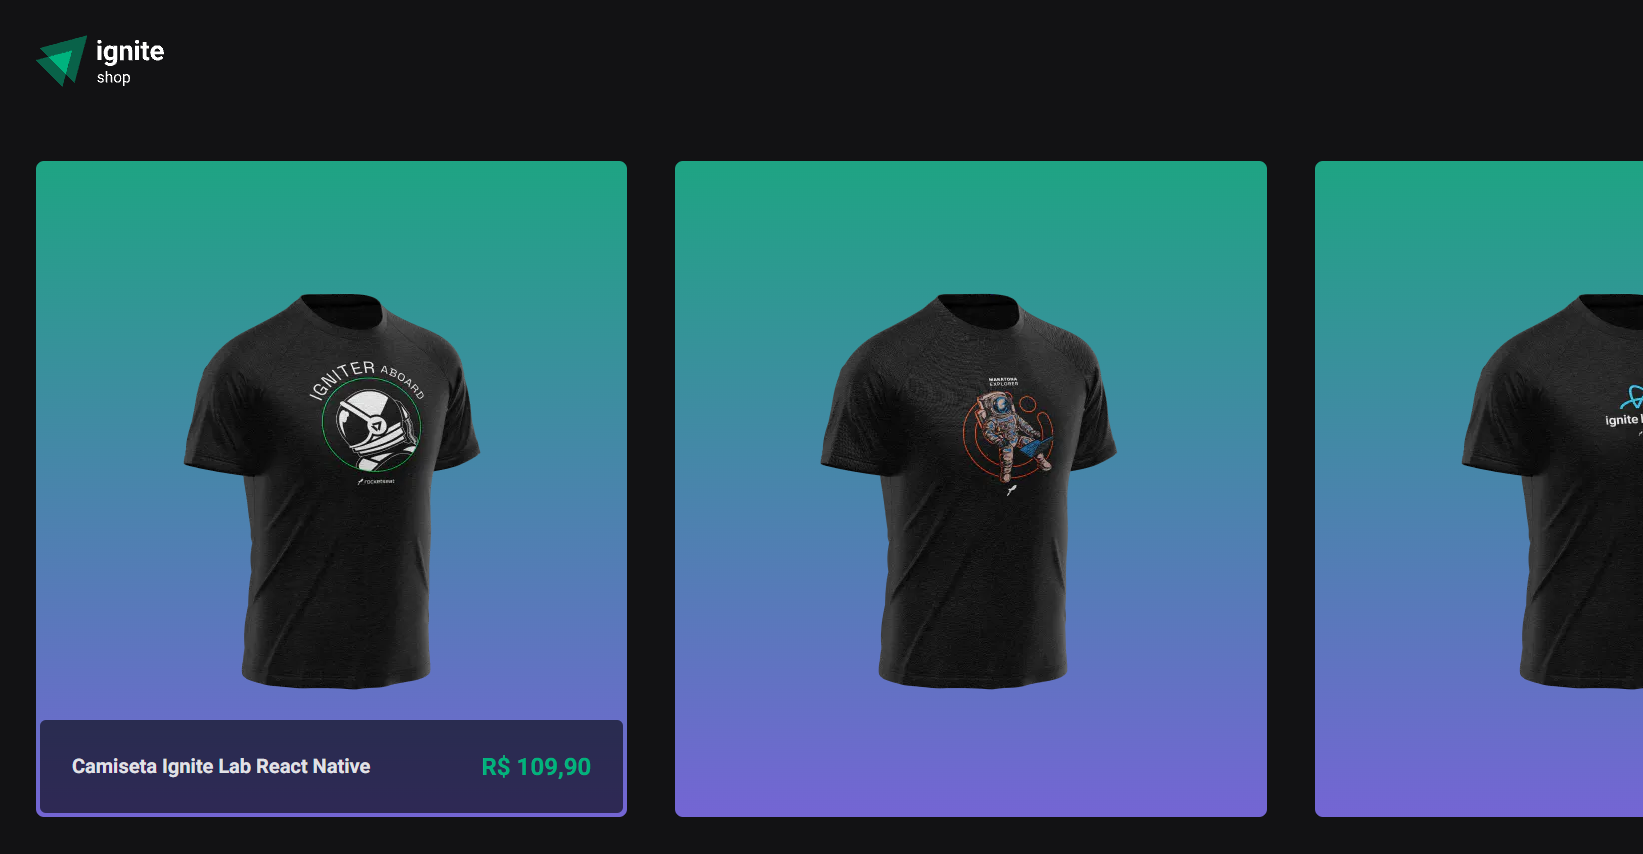 ignite
shop
IGNITER ABOARD
ROCKETSEAT
MARATONA
EXPLORER
ignite l
Camiseta Ignite Lab React Native
R$ 109,90